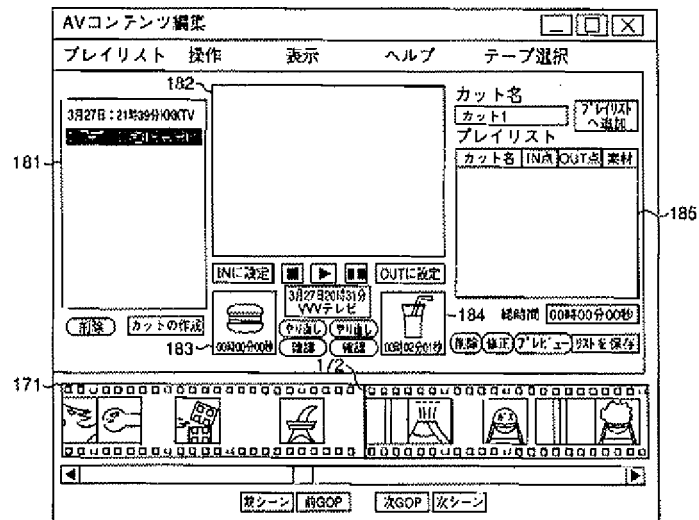 AVコンテンツ編集
プレイリスト 操作 表示 ヘルプ テープ選択
182
カット名
カット1
プレイリストへ追加
3月27日:21時39分XXXTV
プレイリスト
カット名 IN点 OUT点 素材
181
185
INに設定 OUTに設定
3月27日20時31分
VVVテレビ
やり直し やり直し
確認 確認
削除 カットの作成
183
00時00分00秒
00時02分01秒
184
総時間 00時00分00秒
削除 修正 プレビュー リストを保存
171
172
ガス
前シーン 前GOP 次GOP 次シーン